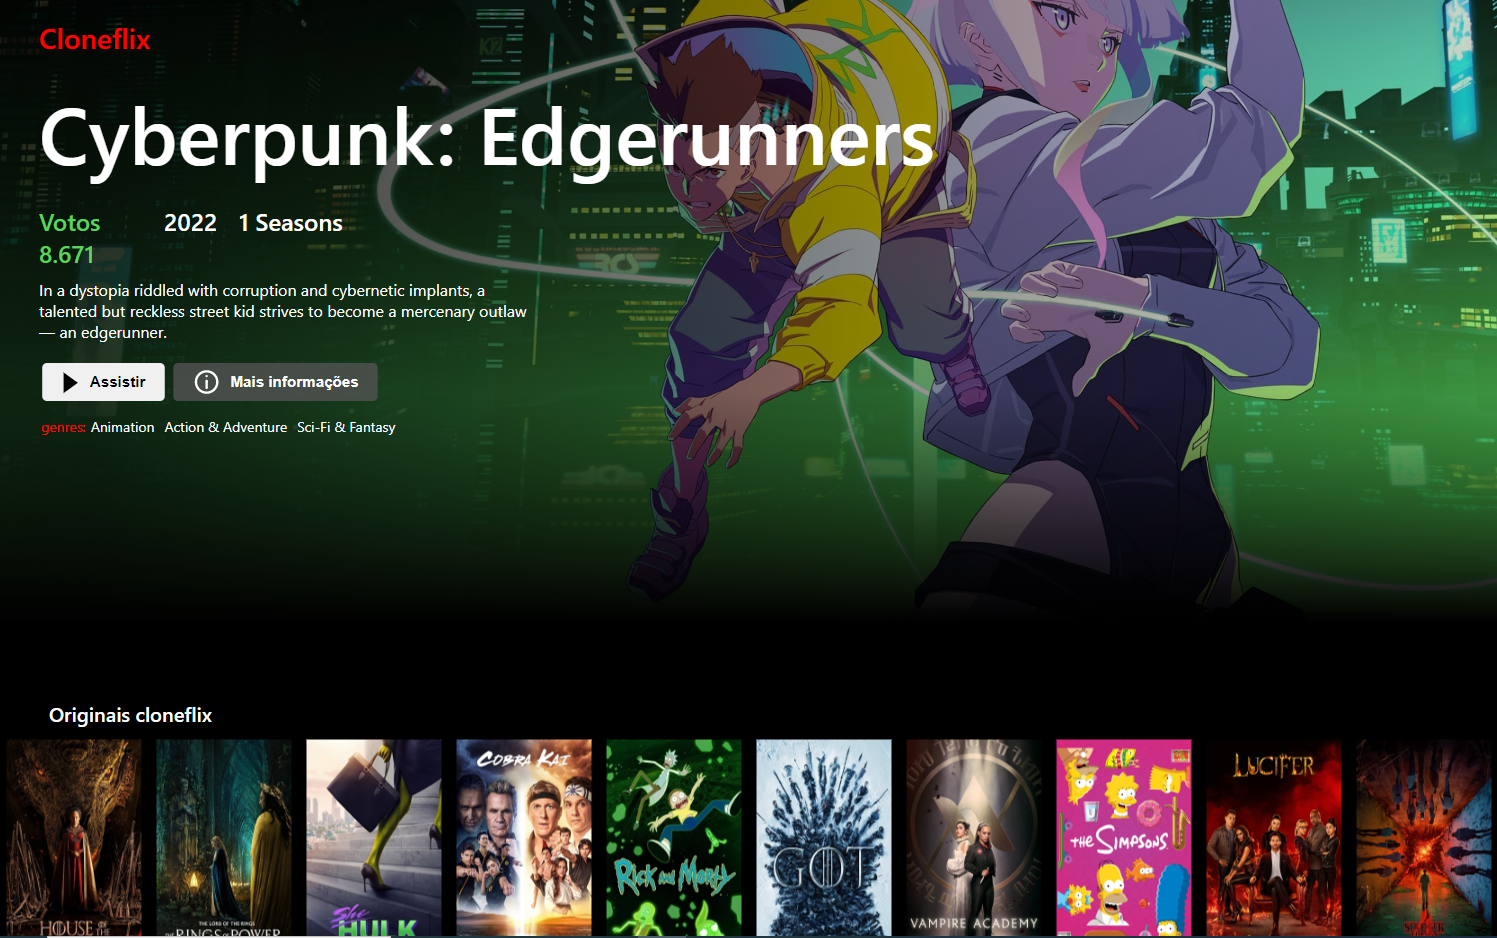 Cloneflix
K2
Cyberpunk: Edgerunners
Votos
8.671
2022
1 Seasons
RCS
In a dystopia riddled with corruption and cybernetic implants, a
talented but reckless street kid strives to become a mercenary outlaw
— an edgerunner.
Assistir
Mais informações
genres: Animation Action & Adventure Sci-Fi & Fantasy
Originais cloneflix
HOUSE OF THE
THE LORD OF THE RINGS
THE RINGS OF POWER
She
HULK
COBRA KAI
RICK AND MORTY
GOT
VAMPIRE ACADEMY
THE SIMPSONS
LUCIFER
STRANGER